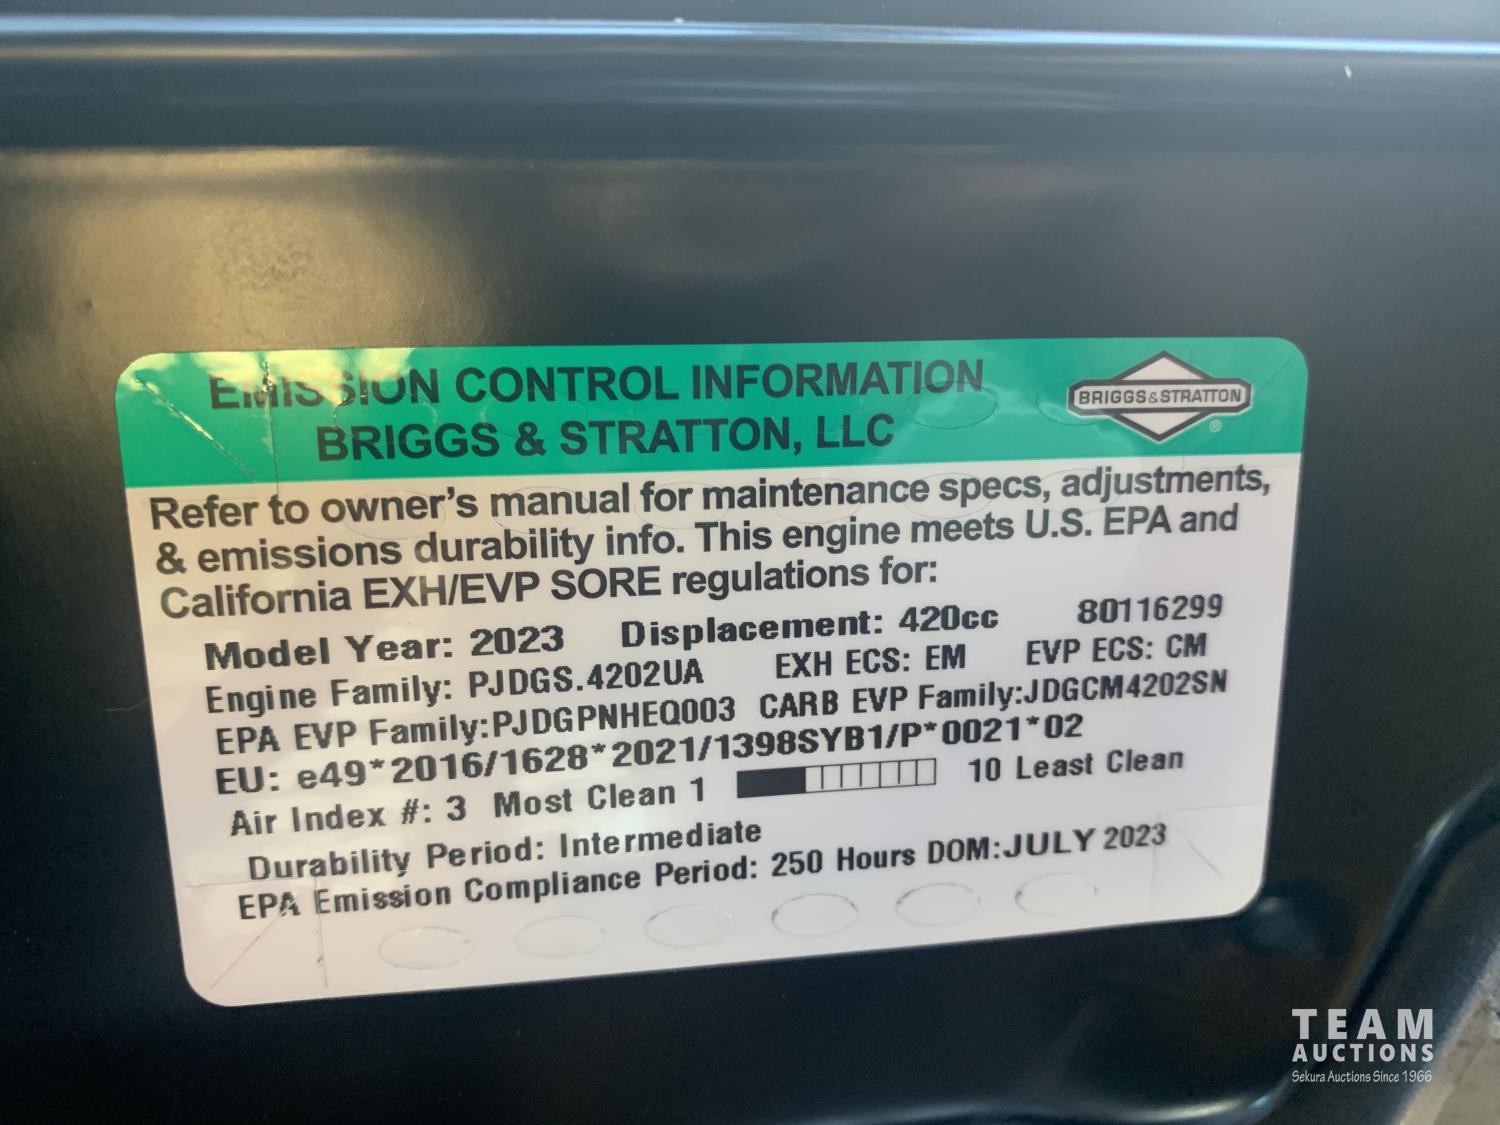 EMISSION CONTROL INFORMATION
BRIGGS & STRATTON, LLC
BRIGGS&STRATTON
®
Refer to owner's manual for maintenance specs, adjustments,
& emissions durability info. This engine meets U.S. EPA and
California EXH/EVP SORE regulations for:
Model Year: 2023 Displacement: 420cc 80116299
Engine Family: PJDGS.4202UA EXH ECS: EM EVP ECS: CM
EPA EVP Family:PJDGPNHEQ003 CARB EVP Family:JDGCM4202SN
EU: e49*2016/1628*2021/1398SYB1/P*0021*02
Air Index #: 3 Most Clean 1 10 Least Clean
Durability Period: Intermediate
EPA Emission Compliance Period: 250 Hours DOM:JULY 2023
TEAM
AUCTIONS
Sekura Auctions Since 1966